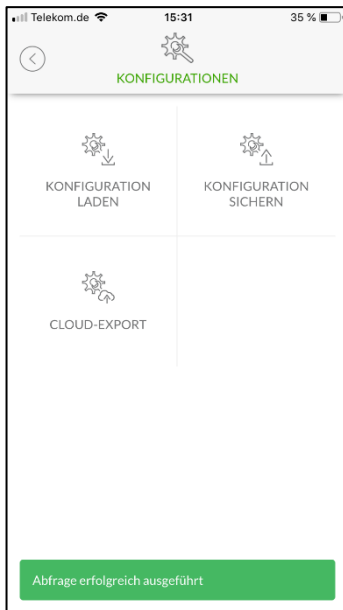 Telekom.de 15:31 35 %
KONFIGURATIONEN
KONFIGURATION
LADEN
KONFIGURATION
SICHERN
CLOUD-EXPORT
Abfrage erfolgreich ausgeführt